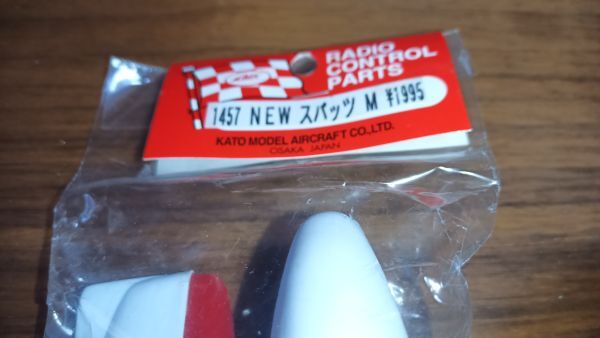 RADIO
CONTROL
PARTS
1457 NEW スパッツ M ¥1995
KATO MODEL AIRCRAFT CO.,LTD.
OSAKA JAPAN